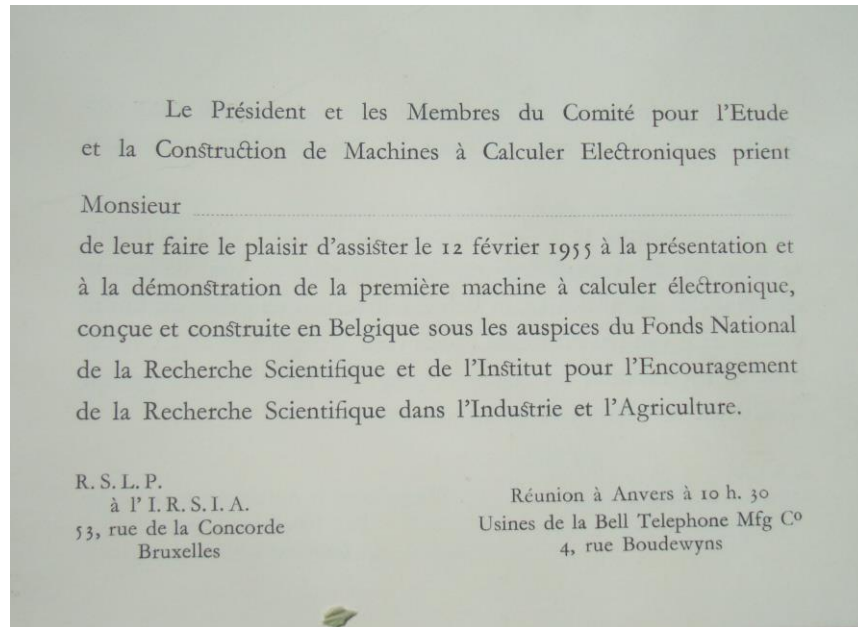 Le Président et les Membres du Comité pour l'Etude
et la Construction de Machines à Calculer Electroniques prient
Monsieur
de leur faire le plaisir d'assister le 12 février 1955 à la présentation et
à la démonstration de la première machine à calculer électronique,
conçue et construite en Belgique sous les auspices du Fonds National
de la Recherche Scientifique et de l'Institut pour l'Encouragement
de la Recherche Scientifique dans l'Industrie et l'Agriculture.
R. S. L. P.
à l' I. R. S. I. A.
53, rue de la Concorde
Bruxelles
Réunion à Anvers à 10 h. 30
Usines de la Bell Telephone Mfg Cº
4, rue Boudewyns